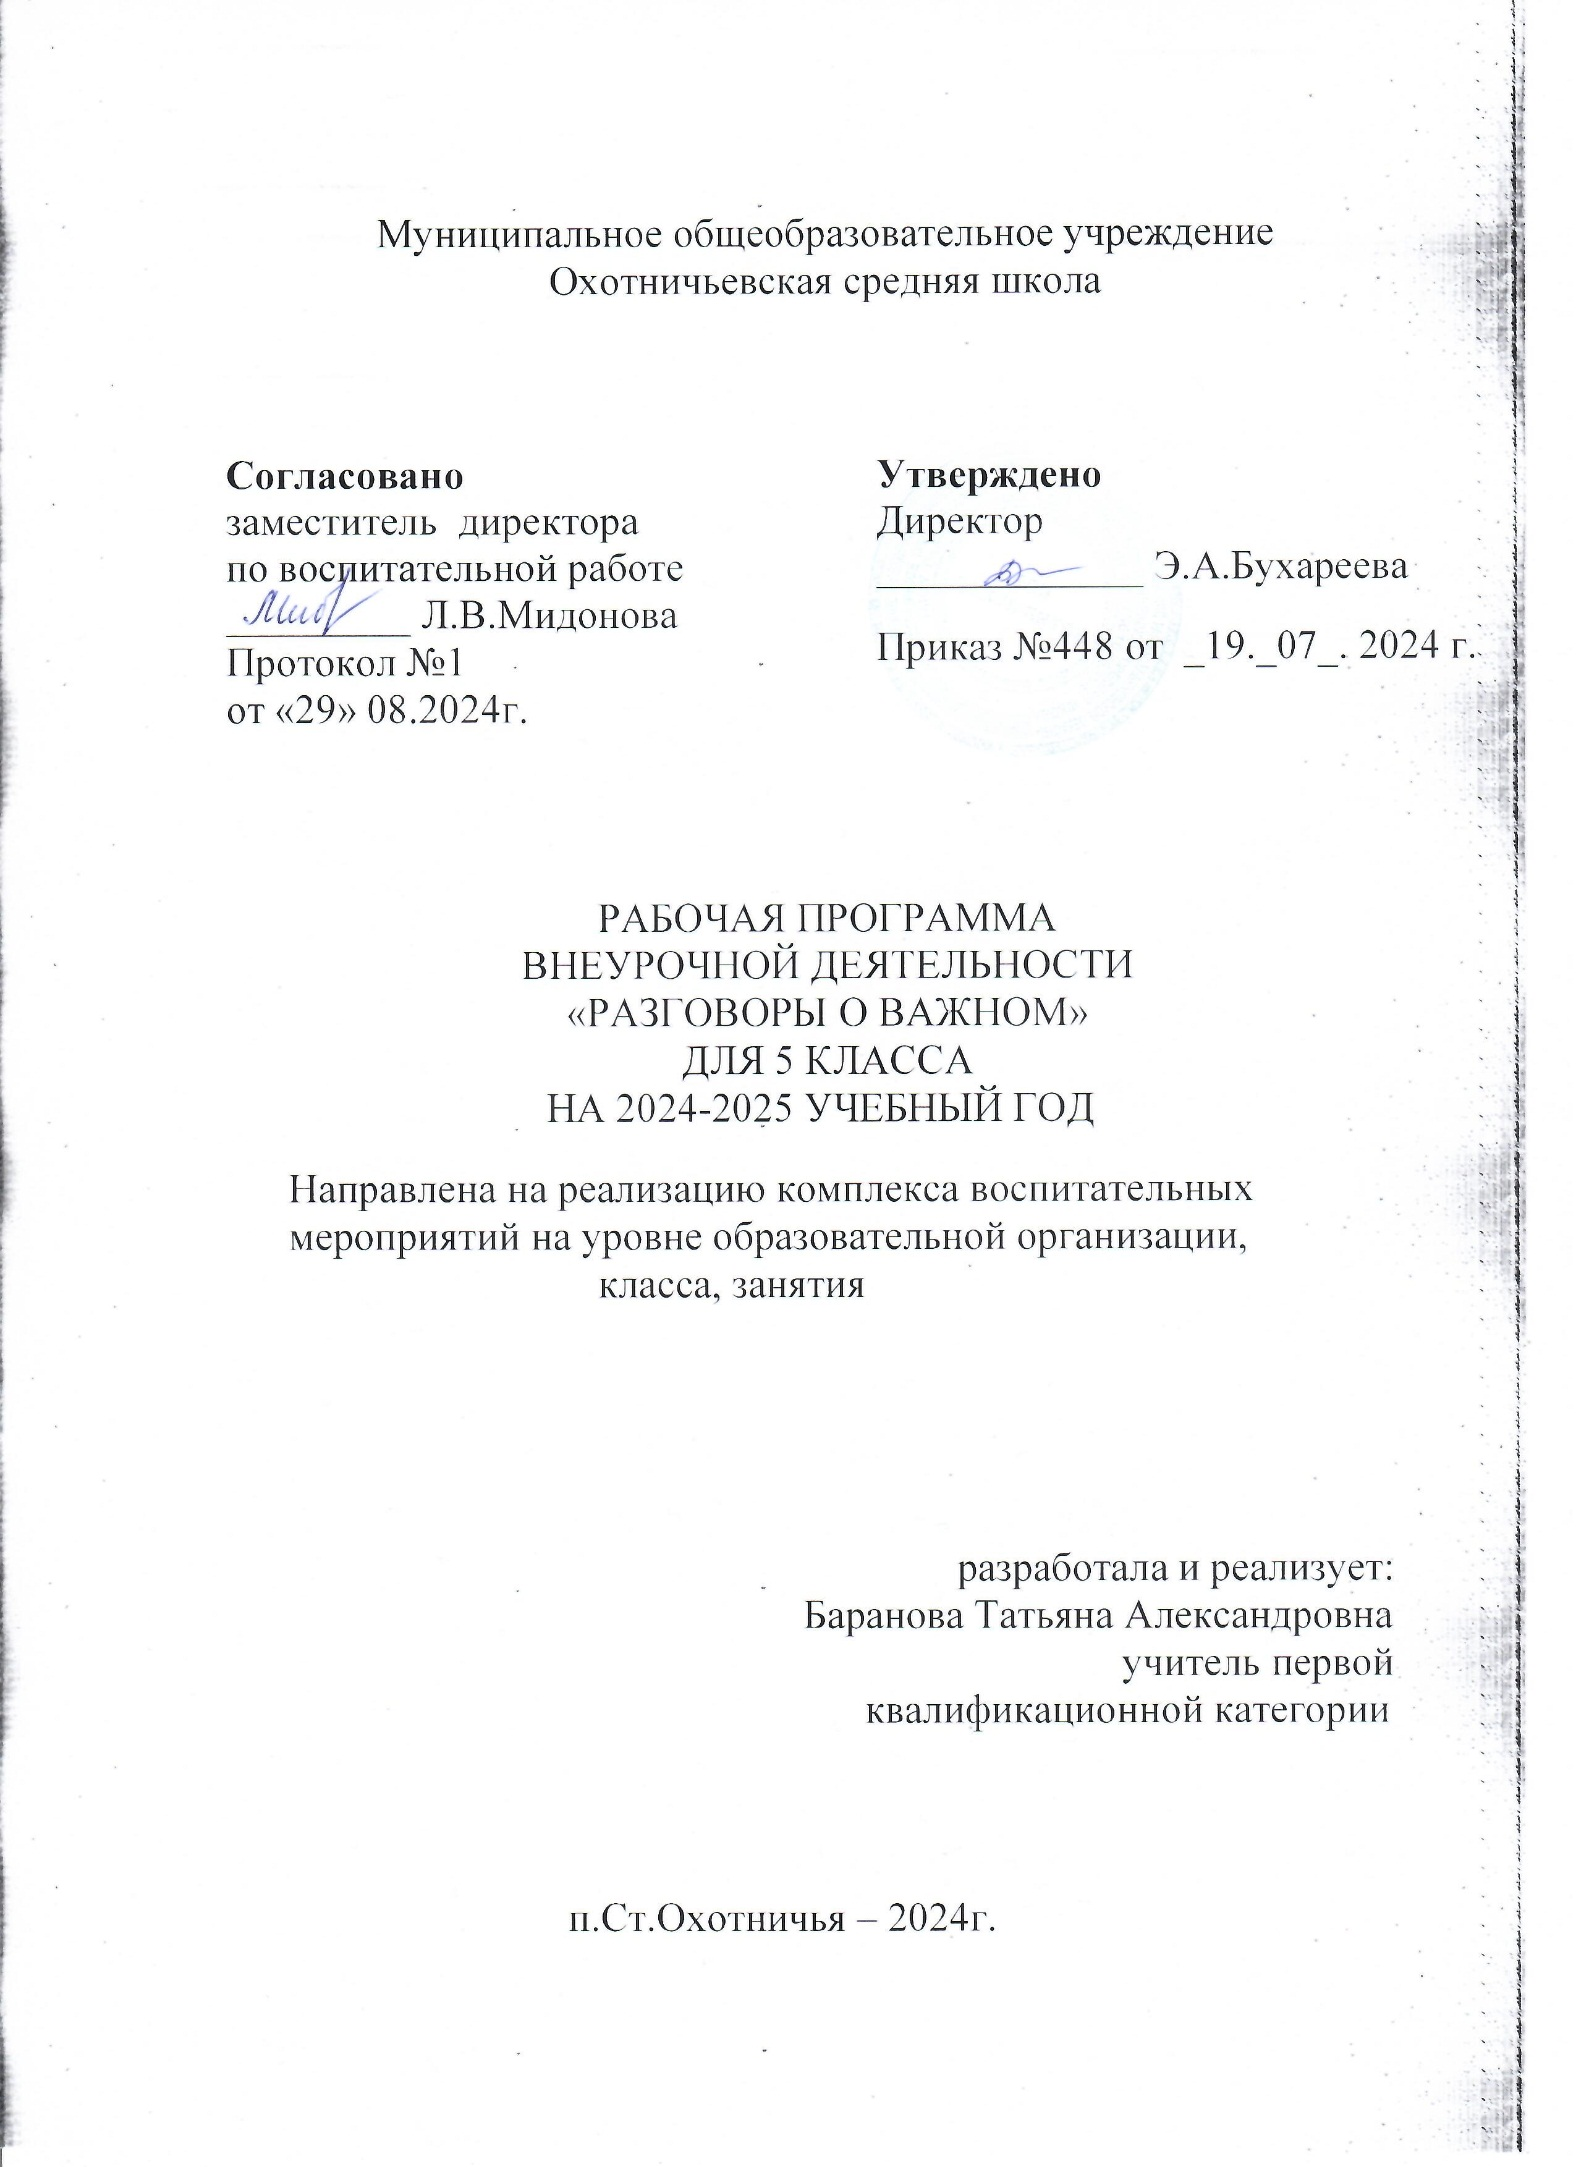 Муниципальное общеобразовательное учреждение
Охотничьевская средняя школа
Согласовано
заместитель  директора
по воспитательной работе
_________ Л.В.Мидонова
Протокол №1
от «29» 08.2024г.
Утверждено
Директор
_____________ Э.А.Бухареева
Приказ №448 от  _19._07_. 2024 г.
РАБОЧАЯ ПРОГРАММА
ВНЕУРОЧНОЙ ДЕЯТЕЛЬНОСТИ
«РАЗГОВОРЫ О ВАЖНОМ»
ДЛЯ 5 КЛАССА
НА 2024-2025 УЧЕБНЫЙ ГОД
Направлена на реализацию комплекса воспитательных
мероприятий на уровне образовательной организации,
класса, занятия
разработала и реализует:
Баранова Татьяна Александровна
учитель первой
квалификационной категории
п.Ст.Охотничья – 2024г.